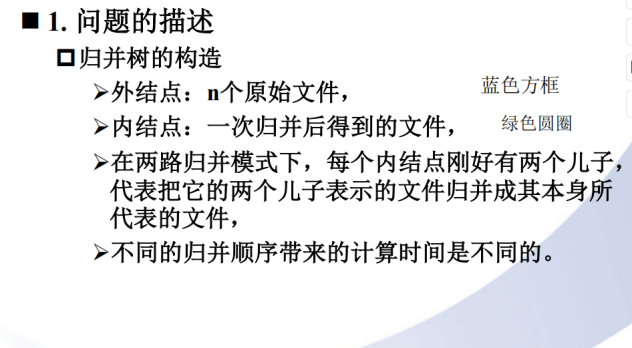 1. 问题的描述
归并树的构造
外结点：n个原始文件， 蓝色方框
内结点：一次归并后得到的文件， 绿色圆圈
在两路归并模式下，每个内结点刚好有两个儿子，
代表把它的两个儿子表示的文件归并成其本身所
代表的文件，
不同的归并顺序带来的计算时间是不同的。